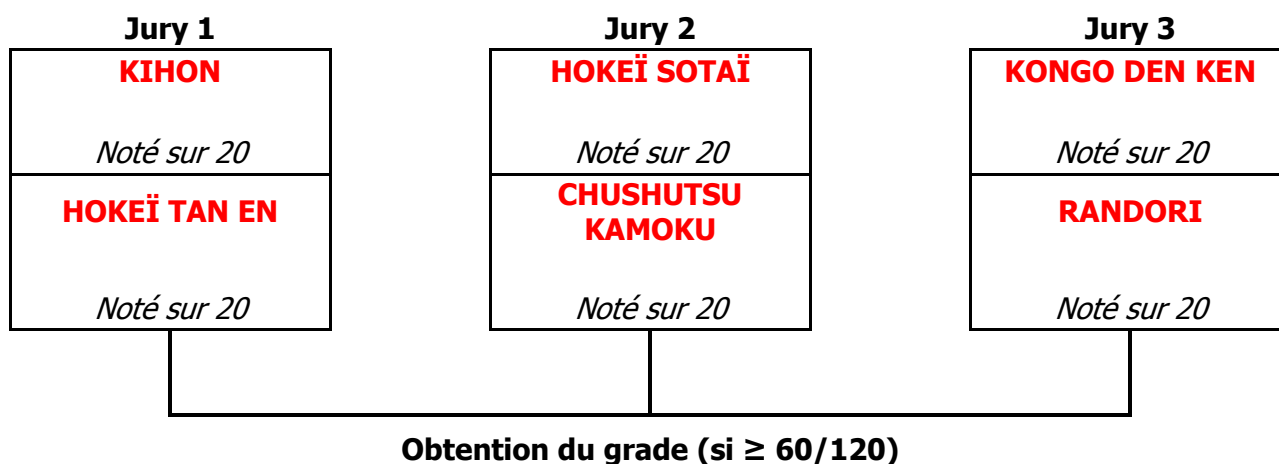 Jury 1
KIHON
Noté sur 20
HOKEÏ TAN EN
Noté sur 20
Jury 2
HOKEÏ SOTAÏ
Noté sur 20
CHUSHUTSU
KAMOKU
Noté sur 20
Jury 3
KONGO DEN KEN
Noté sur 20
RANDORI
Noté sur 20
Obtention du grade (si ≥ 60/120)